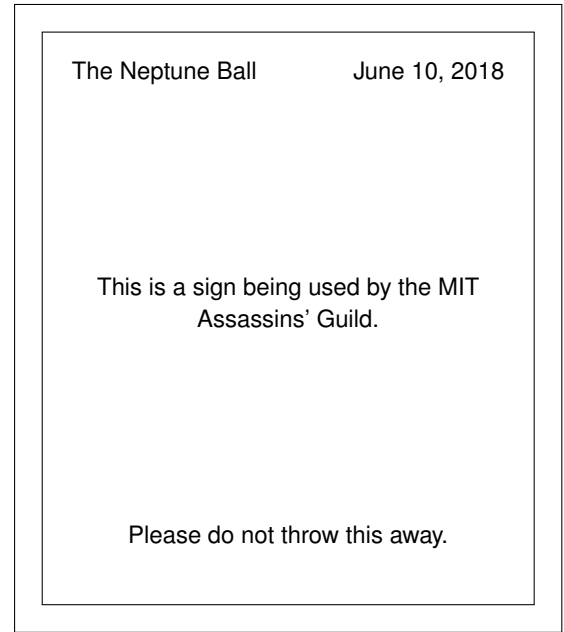 The Neptune Ball June 10, 2018
This is a sign being used by the MIT
Assassins’ Guild.
Please do not throw this away.